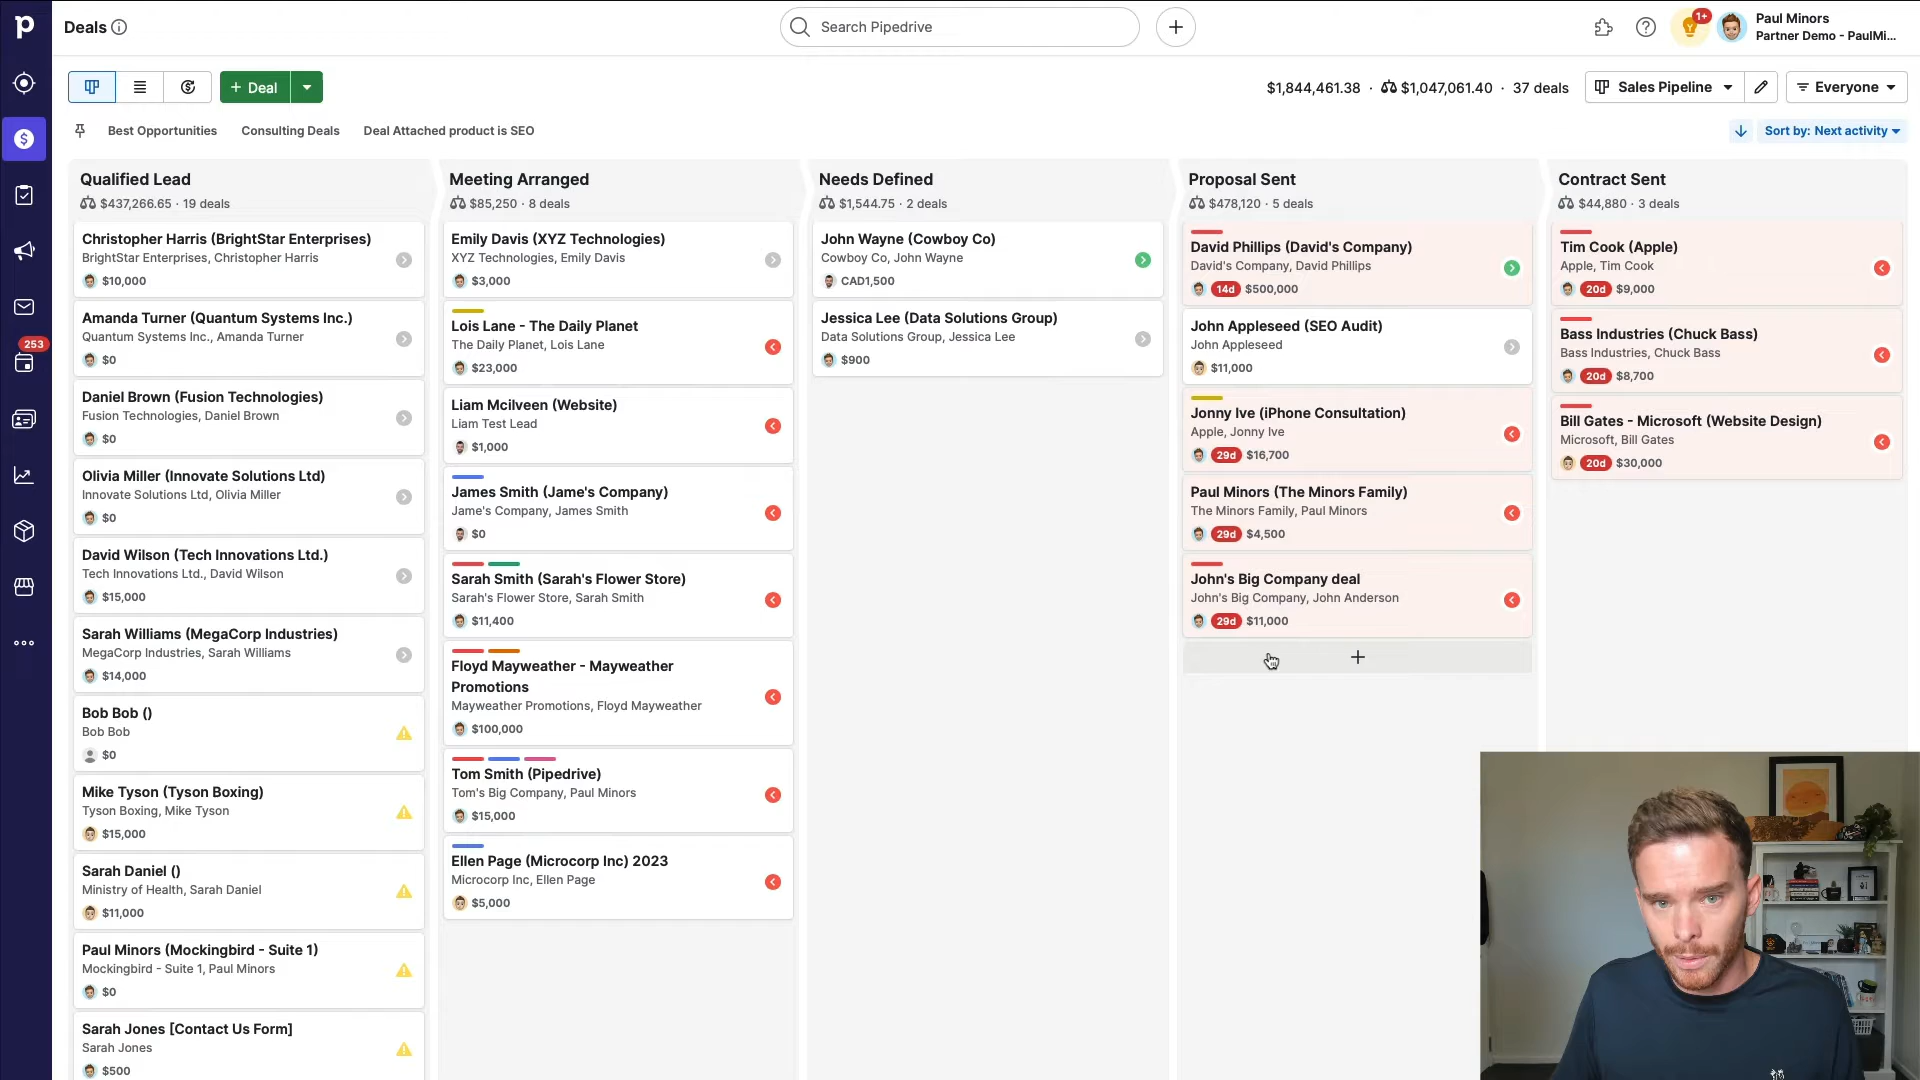 Deals
Search Pipedrive
1+
Paul Minors
Partner Demo - PaulMi...
+ Deal
$1,844,461.38 · $1,047,061.40 · 37 deals
Sales Pipeline
Everyone
Best Opportunities
Consulting Deals
Deal Attached product is SEO
Sort by: Next activity
253
Qualified Lead
$437,266.65 · 19 deals
Christopher Harris (BrightStar Enterprises)
BrightStar Enterprises, Christopher Harris
$10,000
Amanda Turner (Quantum Systems Inc.)
Quantum Systems Inc., Amanda Turner
$0
Daniel Brown (Fusion Technologies)
Fusion Technologies, Daniel Brown
$0
Olivia Miller (Innovate Solutions Ltd)
Innovate Solutions Ltd, Olivia Miller
$0
David Wilson (Tech Innovations Ltd.)
Tech Innovations Ltd., David Wilson
$15,000
Sarah Williams (MegaCorp Industries)
MegaCorp Industries, Sarah Williams
$14,000
Bob Bob ()
Bob Bob
$0
Mike Tyson (Tyson Boxing)
Tyson Boxing, Mike Tyson
$15,000
Sarah Daniel ()
Ministry of Health, Sarah Daniel
$11,000
Paul Minors (Mockingbird - Suite 1)
Mockingbird - Suite 1, Paul Minors
$0
Sarah Jones [Contact Us Form]
Sarah Jones
$500
Meeting Arranged
$85,250 · 8 deals
Emily Davis (XYZ Technologies)
XYZ Technologies, Emily Davis
$3,000
Lois Lane - The Daily Planet
The Daily Planet, Lois Lane
$23,000
Liam Mcilveen (Website)
Liam Test Lead
$1,000
James Smith (Jame's Company)
Jame's Company, James Smith
$0
Sarah Smith (Sarah's Flower Store)
Sarah's Flower Store, Sarah Smith
$11,400
Floyd Mayweather - Mayweather
Promotions
Mayweather Promotions, Floyd Mayweather
$100,000
Tom Smith (Pipedrive)
Tom's Big Company, Paul Minors
$15,000
Ellen Page (Microcorp Inc) 2023
Microcorp Inc, Ellen Page
$5,000
Needs Defined
$1,544.75 · 2 deals
John Wayne (Cowboy Co)
Cowboy Co, John Wayne
CAD1,500
Jessica Lee (Data Solutions Group)
Data Solutions Group, Jessica Lee
$900
Proposal Sent
$478,120 · 5 deals
David Phillips (David's Company)
David's Company, David Phillips
14d $500,000
John Appleseed (SEO Audit)
John Appleseed
$11,000
Jonny Ive (iPhone Consultation)
Apple, Jonny Ive
29d $16,700
Paul Minors (The Minors Family)
The Minors Family, Paul Minors
29d $4,500
John's Big Company deal
John's Big Company, John Anderson
29d $11,000
Contract Sent
$44,880 · 3 deals
Tim Cook (Apple)
Apple, Tim Cook
20d $9,000
Bass Industries (Chuck Bass)
Bass Industries, Chuck Bass
20d $8,700
Bill Gates - Microsoft (Website Design)
Microsoft, Bill Gates
20d $30,000